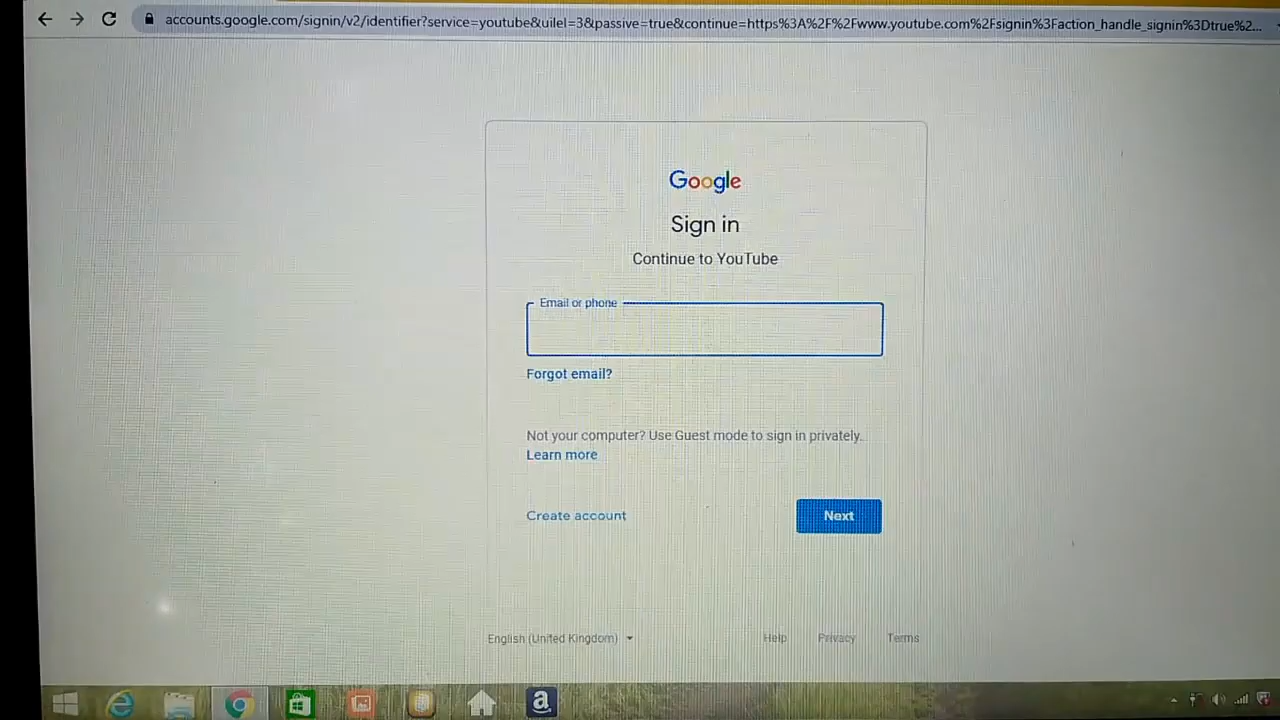 accounts.google.com/signin/v2/identifier?service=youtube&uilel=3&passive=true&continue=https%3A%2F%2Fwww.youtube.com%2Fsignin%3Faction_handle_signin%3Dtrue%2...
Google
Sign in
Continue to YouTube
Email or phone
Forgot email?
Not your computer? Use Guest mode to sign in privately.
Learn more
Create account
Next
English (United Kingdom)
Help Privacy Terms
a